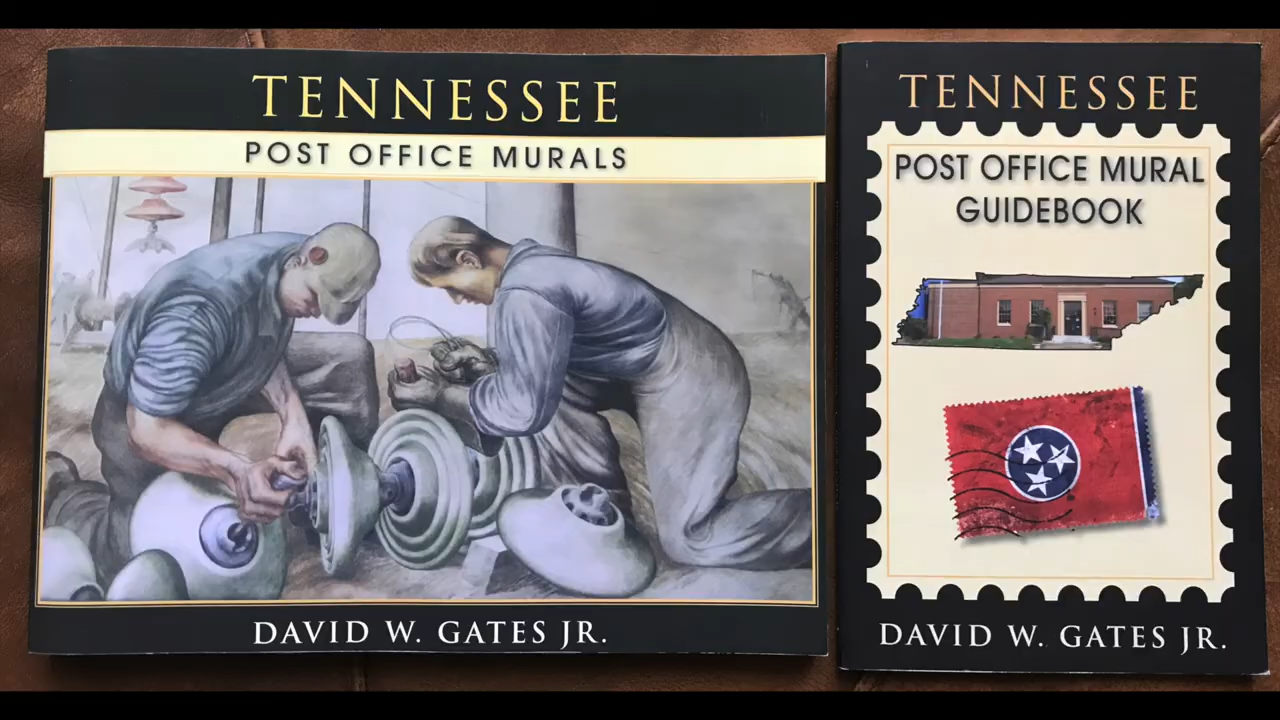 TENNESSEE
POST OFFICE MURALS
DAVID W. GATES JR.
TENNESSEE
POST OFFICE MURAL
GUIDEBOOK
DAVID W. GATES JR.